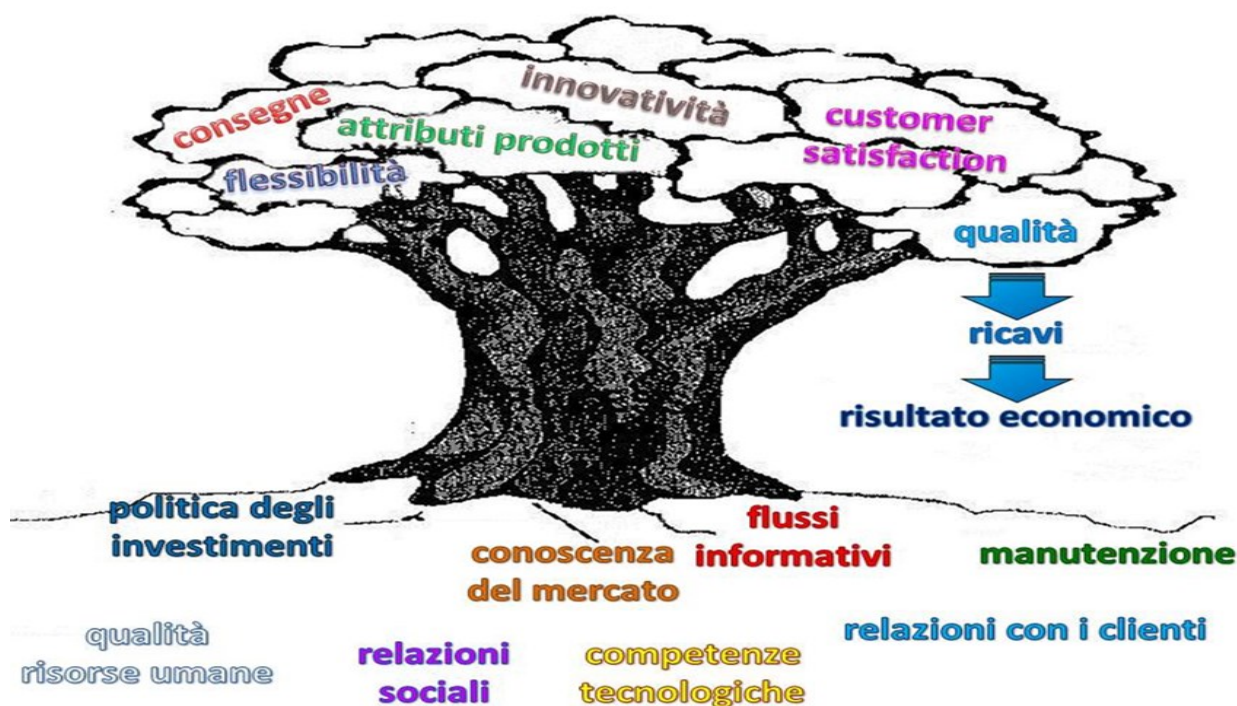 innovatività
consegne
customer
satisfaction
attributi prodotti
flessibilità
qualità
ricavi
risultato economico
politica degli
investimenti
flussi
informativi
conoscenza
del mercato
manutenzione
qualità
risorse umane
relazioni
sociali
competenze
tecnologiche
relazioni con i clienti